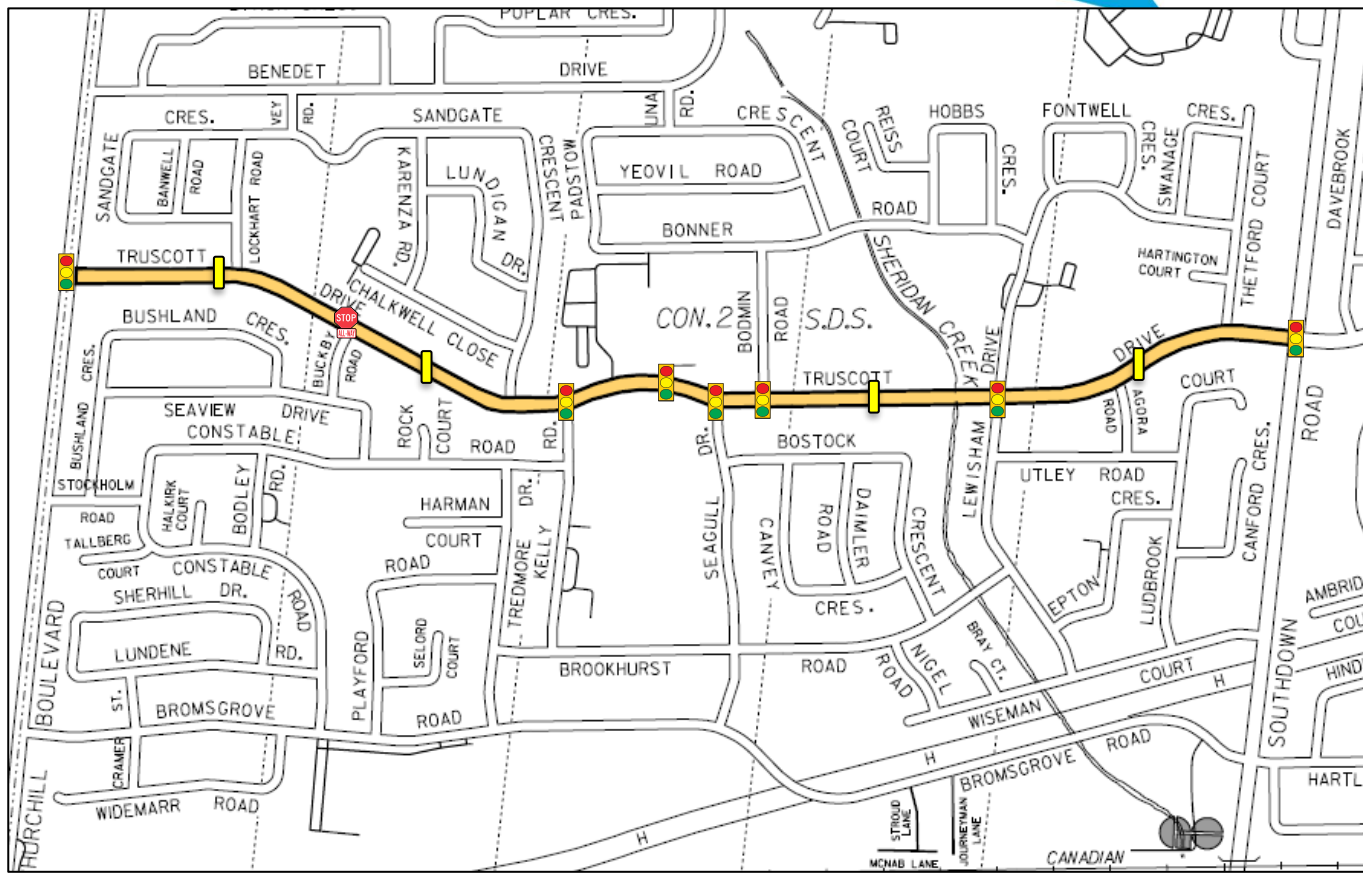 POPLAR CRES.
BENEDET DRIVE
CRES.
VEY RD.
SANDGATE
SANDGATE
BANWELL ROAD
LOCKHART ROAD
KARENZA RD.
LUNDIGAN DR.
CRESCENT
PADSTOW
UNA RD.
CRESCENT
YEOVIL ROAD
BONNER ROAD
REISS COURT
HOBBS CRES.
FONTWELL CRES.
SWANAGE CRES.
HARTINGTON COURT
THETFORD COURT
DAVEBROOK ROAD
TRUSCOTT DRIVE
STOP
ALL-WAY
CHALKWELL CLOSE
CON. 2 S.D.S.
BODMIN ROAD
SHERIDAN CREEK
TRUSCOTT DRIVE
BUSHLAND CRES.
BUSHLAND CRES.
BUCKBY ROAD
SEAVIEW DRIVE
ROCK COURT
CONSTABLE ROAD
STOCKHOLM ROAD
HALKIRK COURT
BODLEY RD.
TALLBERG COURT
CONSTABLE ROAD
HARMAN COURT
TREDMORE DR.
KELLY RD.
SEAGULL DR.
BOSTOCK CRESCENT
CANVEY CRES.
DAIMLER ROAD
LEWISHAM DRIVE
AGORA ROAD
UTLEY ROAD
COURT
LUDBROOK
EPTON CRES.
CANFORD CRES.
SHERHILL DR.
LUNDENE RD.
PLAYFORD ROAD
SELORD COURT
BROOKHURST ROAD
NIGEL ROAD
BRAY CT.
WISEMAN COURT
SOUTHDOWN
BOULEVARD
CRAMER ST.
BROMSGROVE ROAD
WIDEMARR ROAD
BROMSGROVE ROAD
H
H
H
STROUD LANE
JOURNEYMAN LANE
MCNAB LANE
CANADIAN
AMBRID
COU
HIND
HARTL
HURCHILL